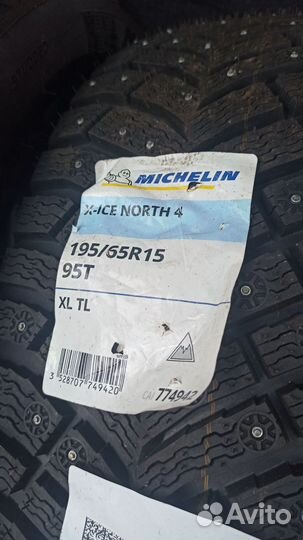 MICHELIN
X-ICE NORTH 4
195/65R15
95T
XL TL
3 528707 749420
CAI 774942
Avito